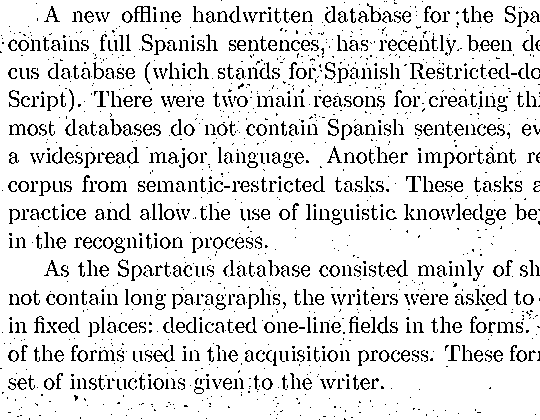 A new offline handwritten database for the Spa
contains full Spanish sentences, has recently been de
cus database (which stands for Spanish Restricted-do
Script). There were two main reasons for creating thi
most databases do not contain Spanish sentences, ev
a widespread major language. Another important re
corpus from semantic-restricted tasks. These tasks a
practice and allow the use of linguistic knowledge bey
in the recognition process.
As the Spartacus database consisted mainly of sh
not contain long paragraphs, the writers were asked to
in fixed places: dedicated one-line fields in the forms.
of the forms used in the acquisition process. These for
set of instructions given to the writer.